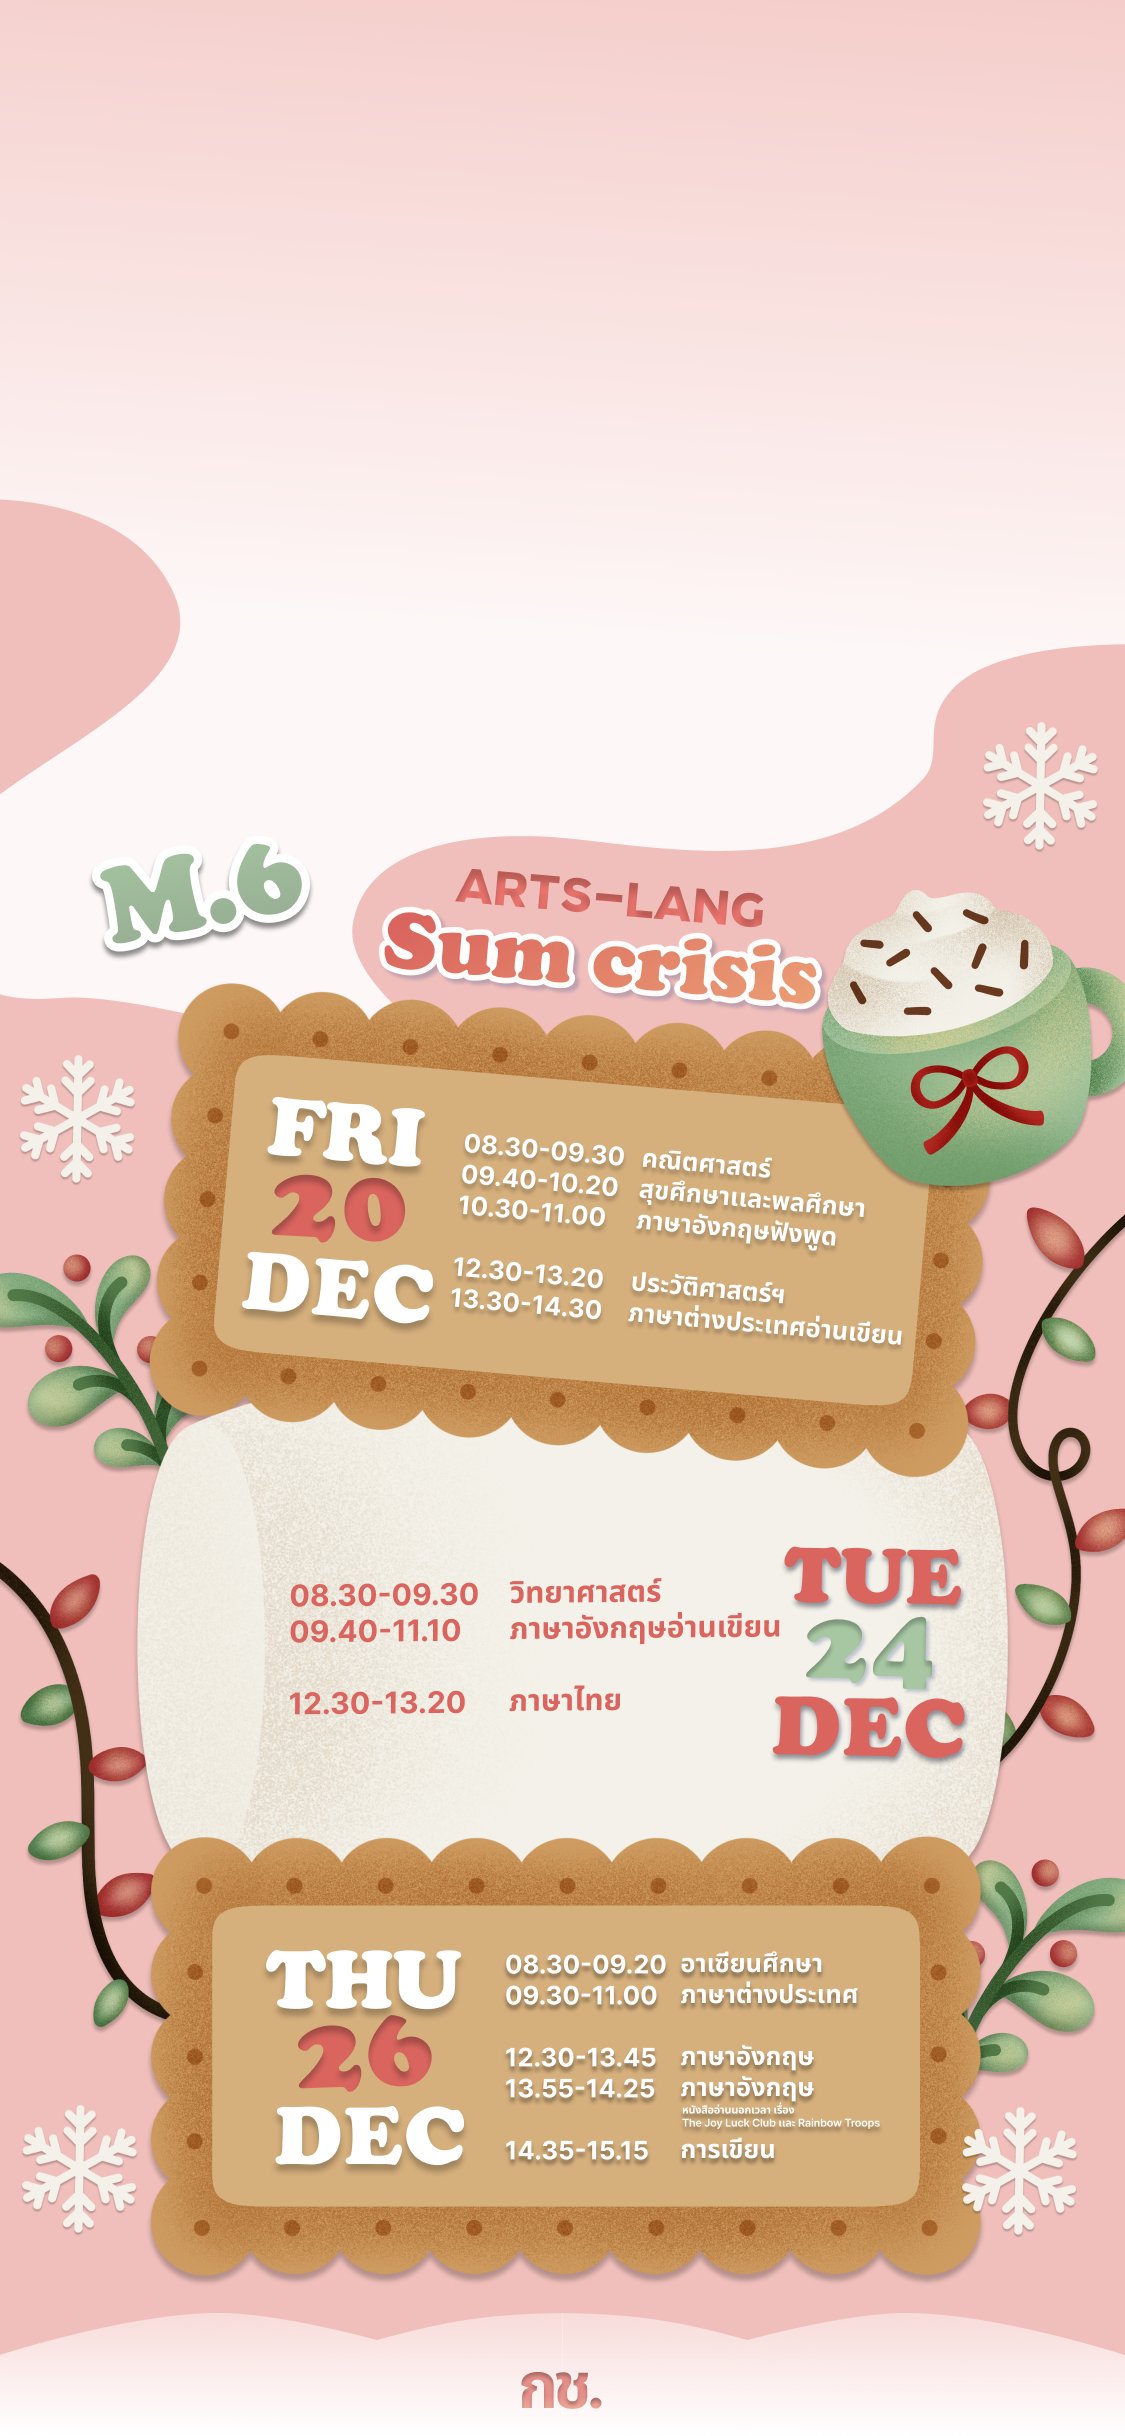 M.6
ARTS-LANG
Sum crisis
FRI
20
DEC
08.30-09.30 คณิตศาสตร์
09.40-10.20 สุขศึกษาและพลศึกษา
10.30-11.00 ภาษาอังกฤษฟังพูด
12.30-13.20 ประวัติศาสตร์ฯ
13.30-14.30 ภาษาต่างประเทศอ่านเขียน
08.30-09.30 วิทยาศาสตร์
09.40-11.10 ภาษาอังกฤษอ่านเขียน
12.30-13.20 ภาษาไทย
TUE
24
DEC
THU
26
DEC
08.30-09.20 อาเซียนศึกษา
09.30-11.00 ภาษาต่างประเทศ
12.30-13.45 ภาษาอังกฤษ
13.55-14.25 ภาษาอังกฤษ
หนังสืออ่านนอกเวลา เรื่อง
The Joy Luck Club และ Rainbow Troops
14.35-15.15 การเขียน
กช.